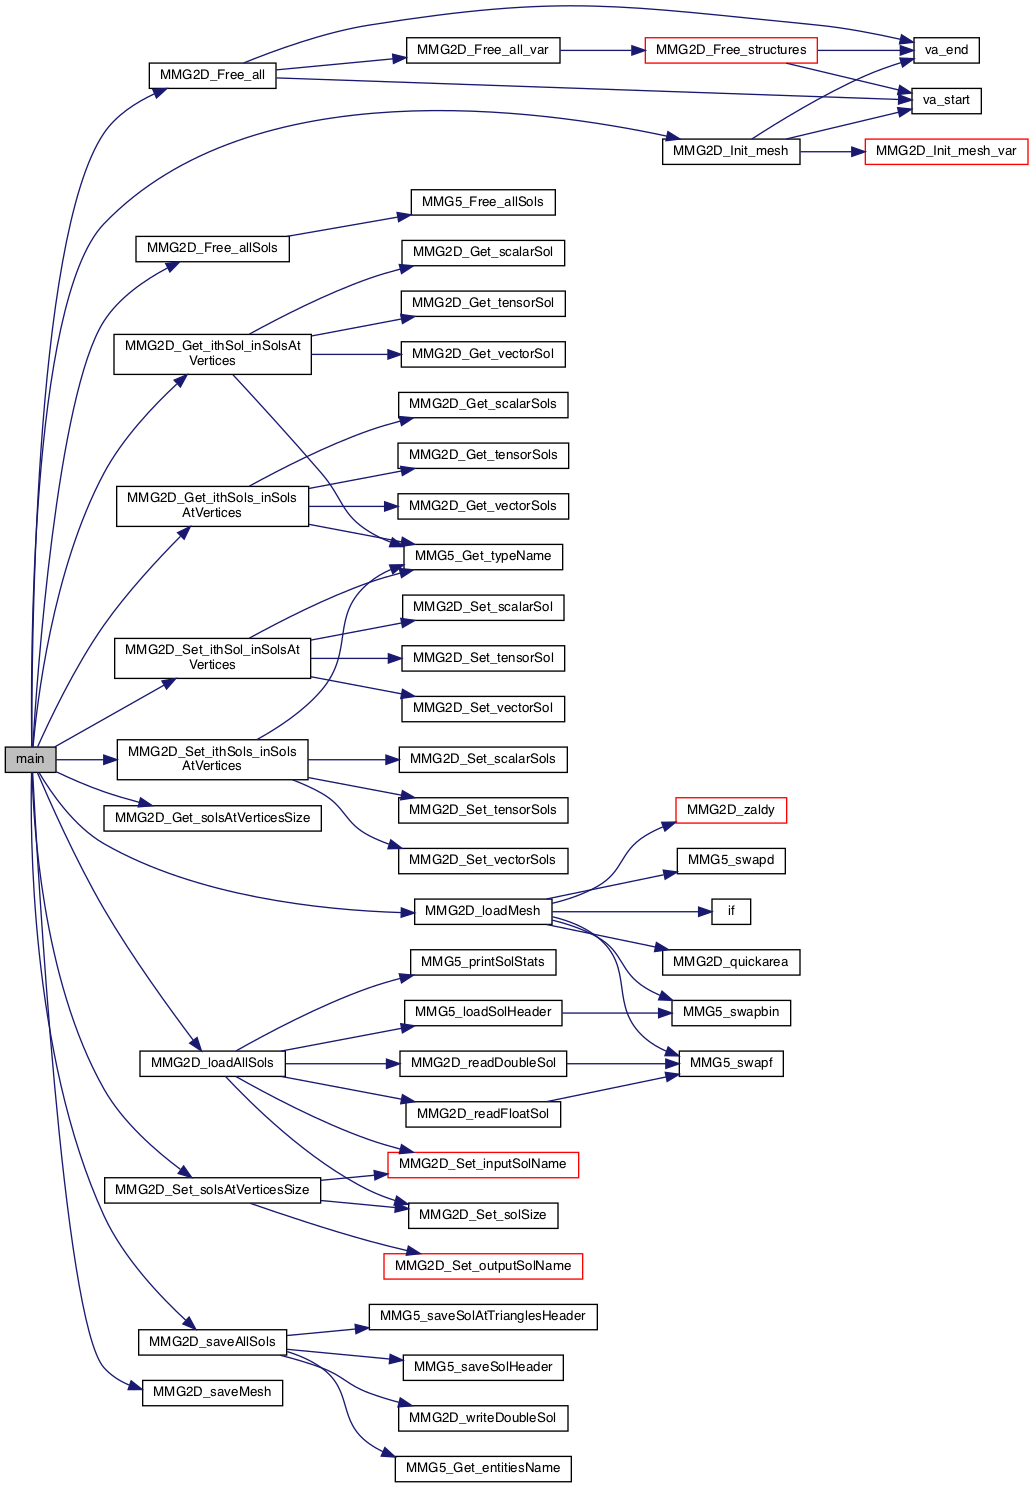 MMG2D_Free_all_var
MMG2D_Free_structures
va_end
MMG2D_Free_all
va_start
MMG2D_Init_mesh
MMG2D_Init_mesh_var
MMG5_Free_allSols
MMG2D_Free_allSols
MMG2D_Get_scalarSol
MMG2D_Get_tensorSol
MMG2D_Get_ithSol_inSolsAt
Vertices
MMG2D_Get_vectorSol
MMG2D_Get_scalarSols
MMG2D_Get_tensorSols
MMG2D_Get_ithSols_inSols
AtVertices
MMG2D_Get_vectorSols
MMG5_Get_typeName
MMG2D_Set_scalarSol
MMG2D_Set_ithSol_inSolsAt
Vertices
MMG2D_Set_tensorSol
MMG2D_Set_vectorSol
main
MMG2D_Set_ithSols_inSols
AtVertices
MMG2D_Set_scalarSols
MMG2D_Get_solsAtVerticesSize
MMG2D_Set_tensorSols
MMG2D_zaldy
MMG2D_Set_vectorSols
MMG5_swapd
MMG2D_loadMesh
if
MMG5_printSolStats
MMG2D_quickarea
MMG5_loadSolHeader
MMG5_swapbin
MMG2D_loadAllSols
MMG2D_readDoubleSol
MMG5_swapf
MMG2D_readFloatSol
MMG2D_Set_inputSolName
MMG2D_Set_solsAtVerticesSize
MMG2D_Set_solSize
MMG2D_Set_outputSolName
MMG5_saveSolAtTrianglesHeader
MMG2D_saveAllSols
MMG5_saveSolHeader
MMG2D_saveMesh
MMG2D_writeDoubleSol
MMG5_Get_entitiesName